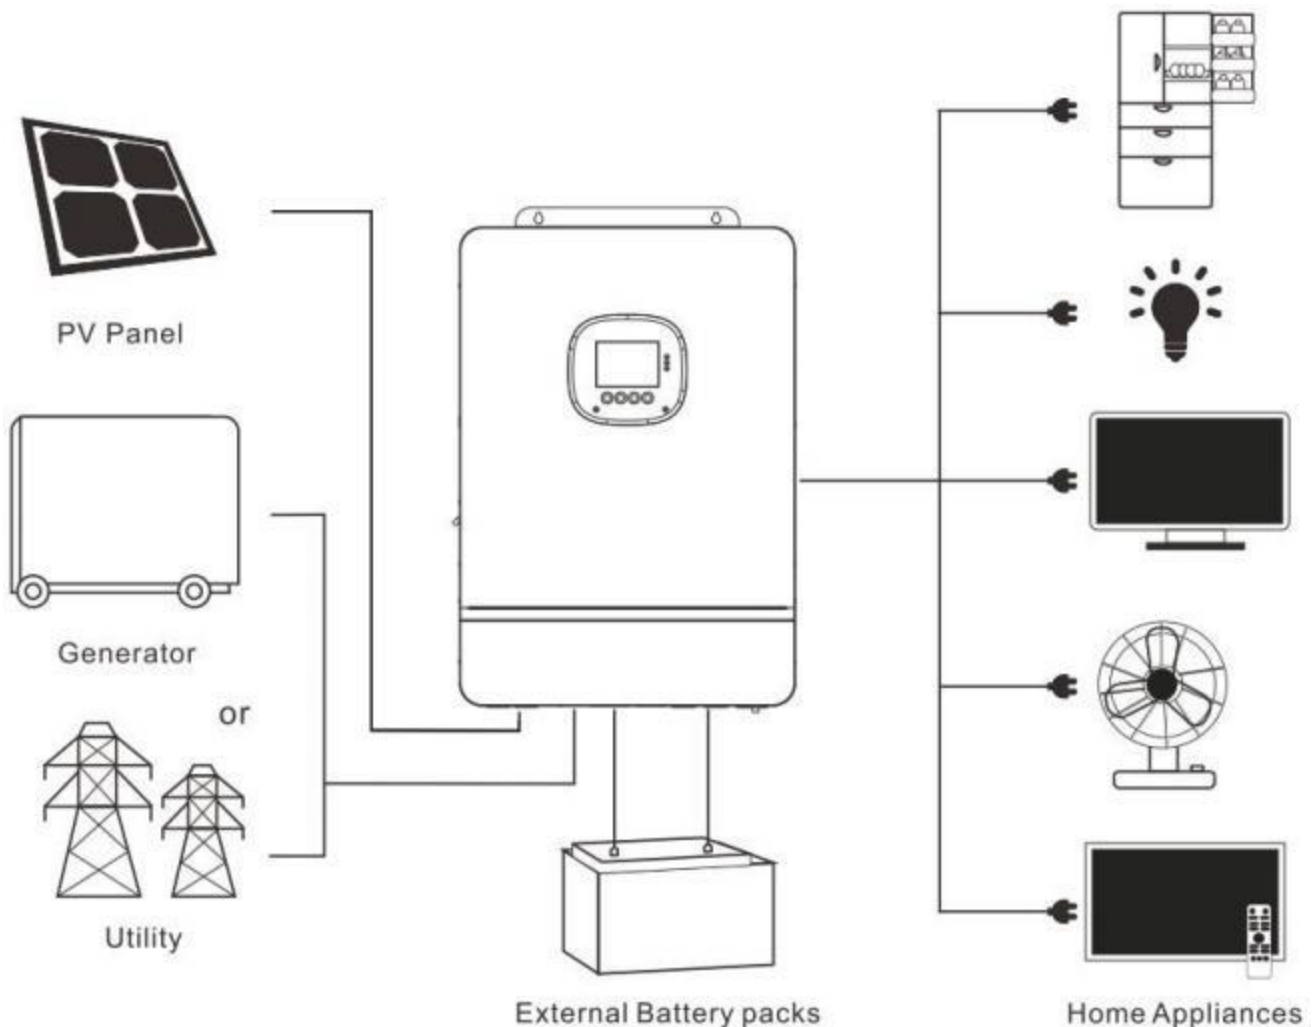 PV Panel
Generator
or
Utility
External Battery packs
Home Appliances